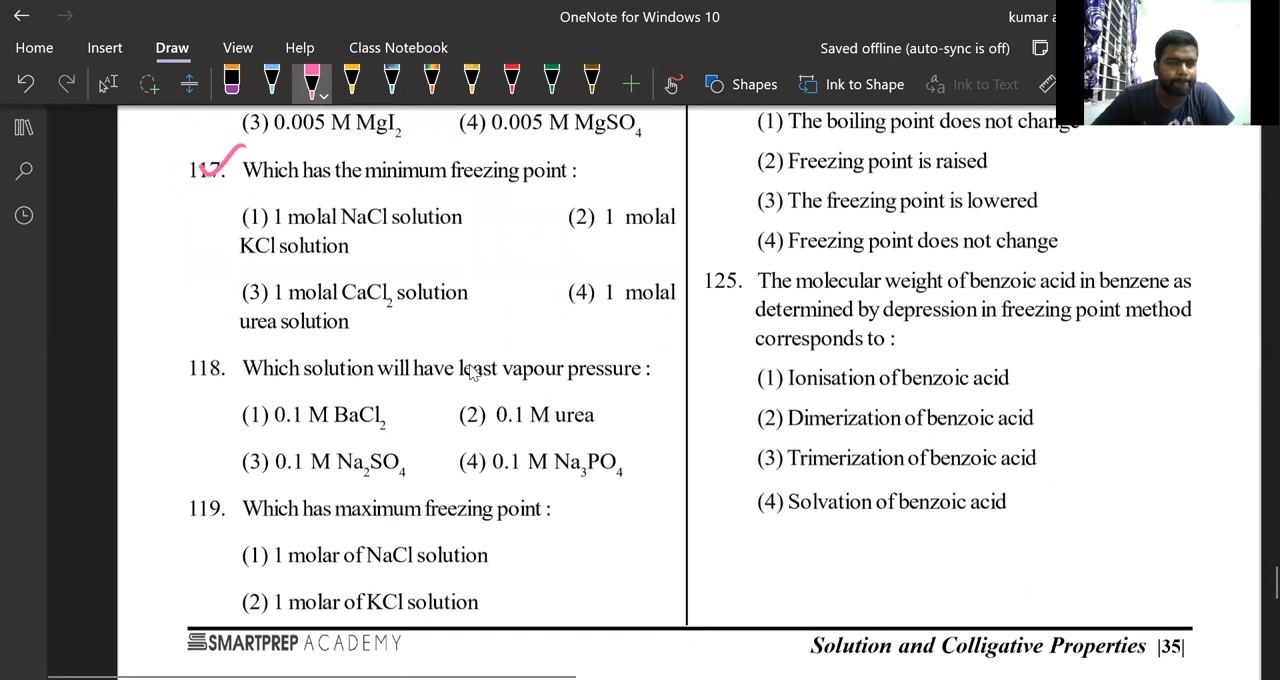 OneNote for Windows 10
kumar a
Home Insert Draw View Help Class Notebook
Saved offline (auto-sync is off)
Shapes Ink to Shape Ink to Text
(3) 0.005 M MgI₂ (4) 0.005 M MgSO₄
117. Which has the minimum freezing point :
(1) 1 molal NaCl solution (2) 1 molal
KCl solution
(3) 1 molal CaCl₂ solution (4) 1 molal
urea solution
118. Which solution will have least vapour pressure :
(1) 0.1 M BaCl₂ (2) 0.1 M urea
(3) 0.1 M Na₂SO₄ (4) 0.1 M Na₃PO₄
119. Which has maximum freezing point :
(1) 1 molar of NaCl solution
(2) 1 molar of KCl solution
(1) The boiling point does not change
(2) Freezing point is raised
(3) The freezing point is lowered
(4) Freezing point does not change
125. The molecular weight of benzoic acid in benzene as
determined by depression in freezing point method
corresponds to :
(1) Ionisation of benzoic acid
(2) Dimerization of benzoic acid
(3) Trimerization of benzoic acid
(4) Solvation of benzoic acid
SMARTPREP ACADEMY
Solution and Colligative Properties |35|